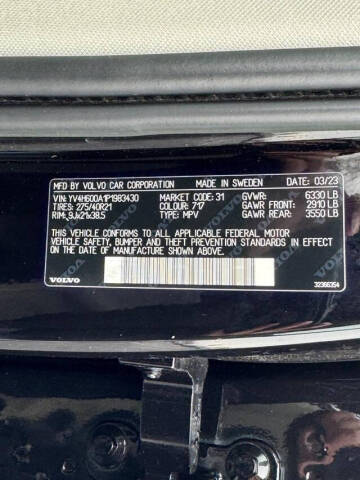 MFD BY VOLVO CAR CORPORATION MADE IN SWEDEN 03/23
VIN: YV4H600A1P1983430 MARKET CODE: 31 GVWR: 6330 LB
TIRES: 275/40R21 COLOUR: 717 GAWR FRONT: 2910 LB
RIM: 9Jx21x38.5 TYPE: MPV GAWR REAR: 3550 LB
THIS VEHICLE CONFORMS TO ALL APPLICABLE FEDERAL MOTOR
VEHICLE SAFETY, BUMPER AND THEFT PREVENTION STANDARDS
IN EFFECT ON THE DATE OF MANUFACTURE SHOWN ABOVE.
VOLVO